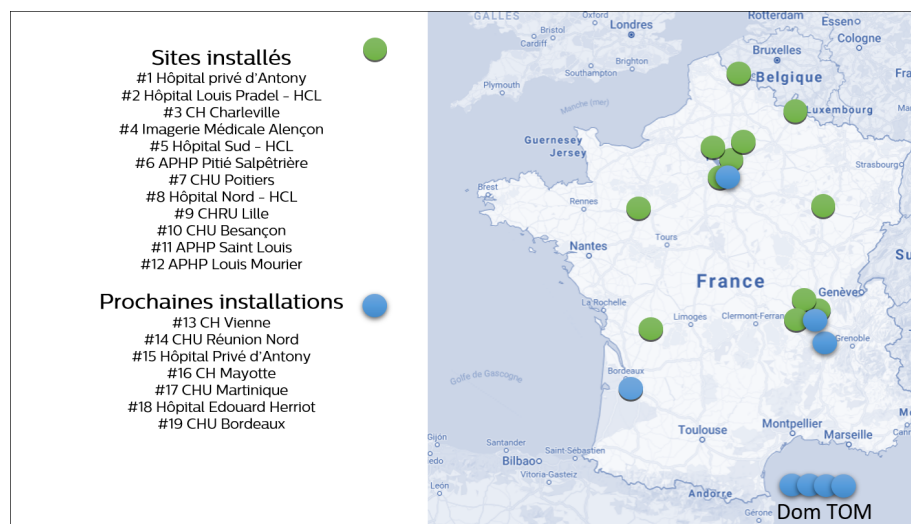 Sites installés
#1 Hôpital privé d'Antony
#2 Hôpital Louis Pradel - HCL
#3 CH Charleville
#4 Imagerie Médicale Alençon
#5 Hôpital Sud - HCL
#6 APHP Pitié Salpêtrière
#7 CHU Poitiers
#8 Hôpital Nord - HCL
#9 CHRU Lille
#10 CHU Besançon
#11 APHP Saint Louis
#12 APHP Louis Mourier
Prochaines installations
#13 CH Vienne
#14 CHU Réunion Nord
#15 Hôpital Privé d'Antony
#16 CH Mayotte
#17 CHU Martinique
#18 Hôpital Edouard Herriot
#19 CHU Bordeaux
GALLES
Oxford
Londres
Bristol
Cardiff
Rotterdam
Essen
Cologne
Bruxelles
Southampton
Brighton
Plymouth
Belgique
Manche (mer)
Luxembourg
Guernesey
Jersey
Strasbourg
Brest
Rennes
Nantes
Tours
France
Genève
La Rochelle
Limoges
Clermont-Ferran
Grenoble
Bordeaux
Golfe de Gascogne
Toulouse
Montpellier
Marseille
Gijón
Santander
Saint-Sébastien
Bilbao
Vitoria-Gasteiz
León
Andorre
Gérone
Dom TOM